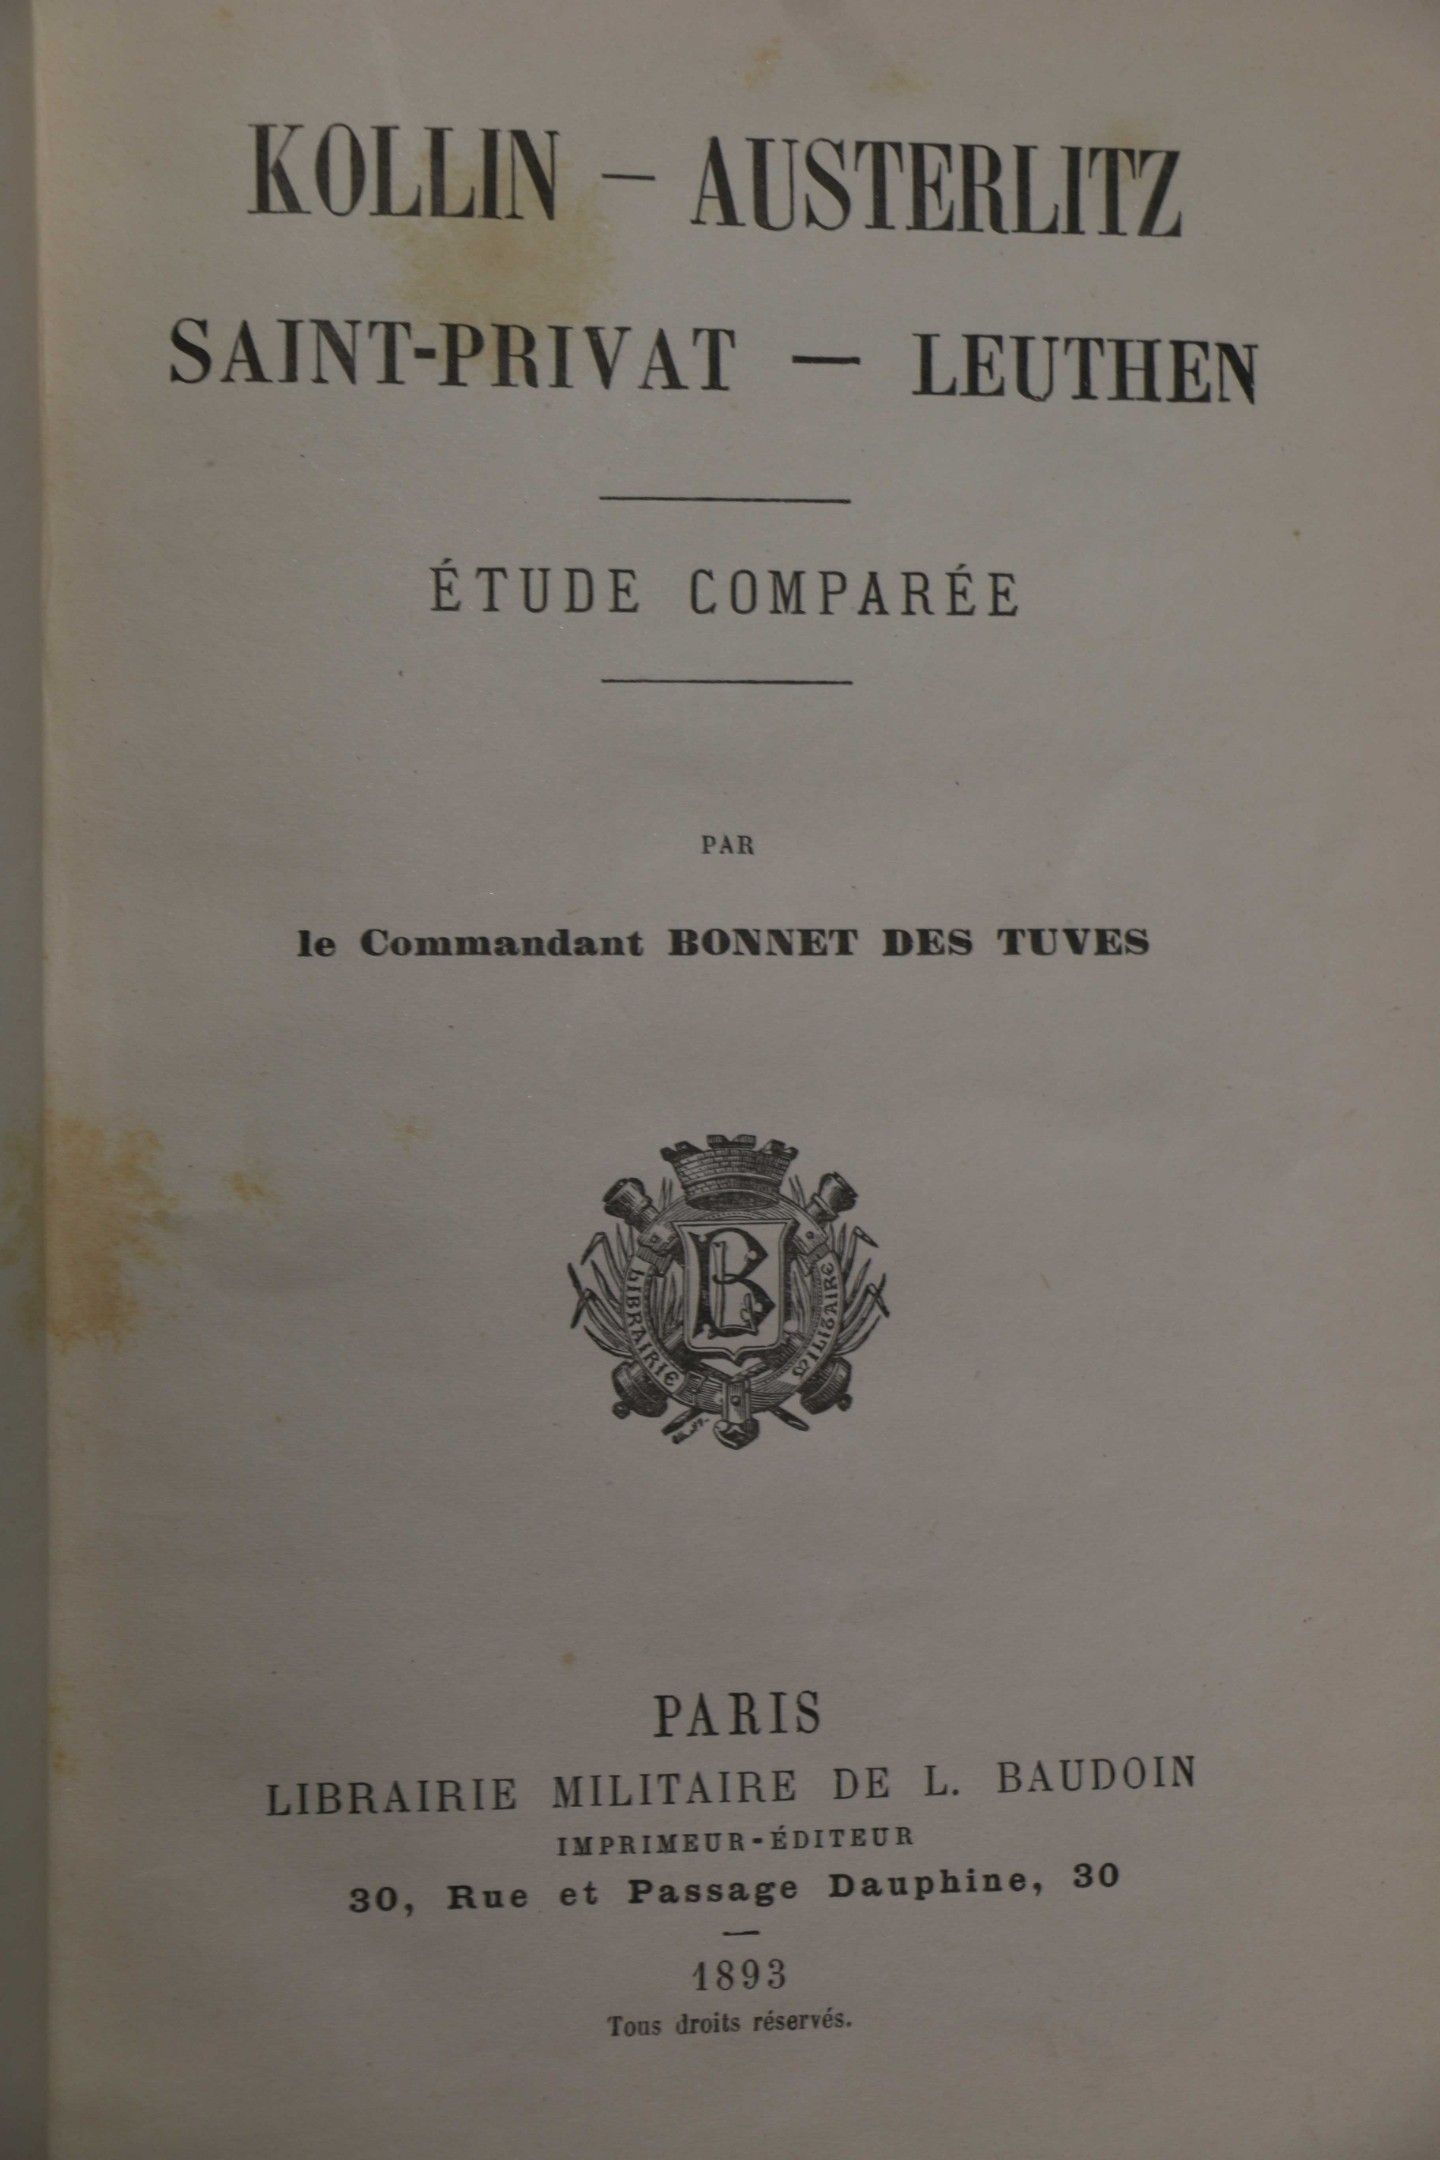 KOLLIN — AUSTERLITZ
SAINT-PRIVAT — LEUTHEN
ÉTUDE COMPARÉE
PAR
le Commandant BONNET DES TUVES
LIBRAIRIE MILITAIRE
PARIS
LIBRAIRIE MILITAIRE DE L. BAUDOIN
IMPRIMEUR-ÉDITEUR
30, Rue et Passage Dauphine, 30
1893
Tous droits réservés.